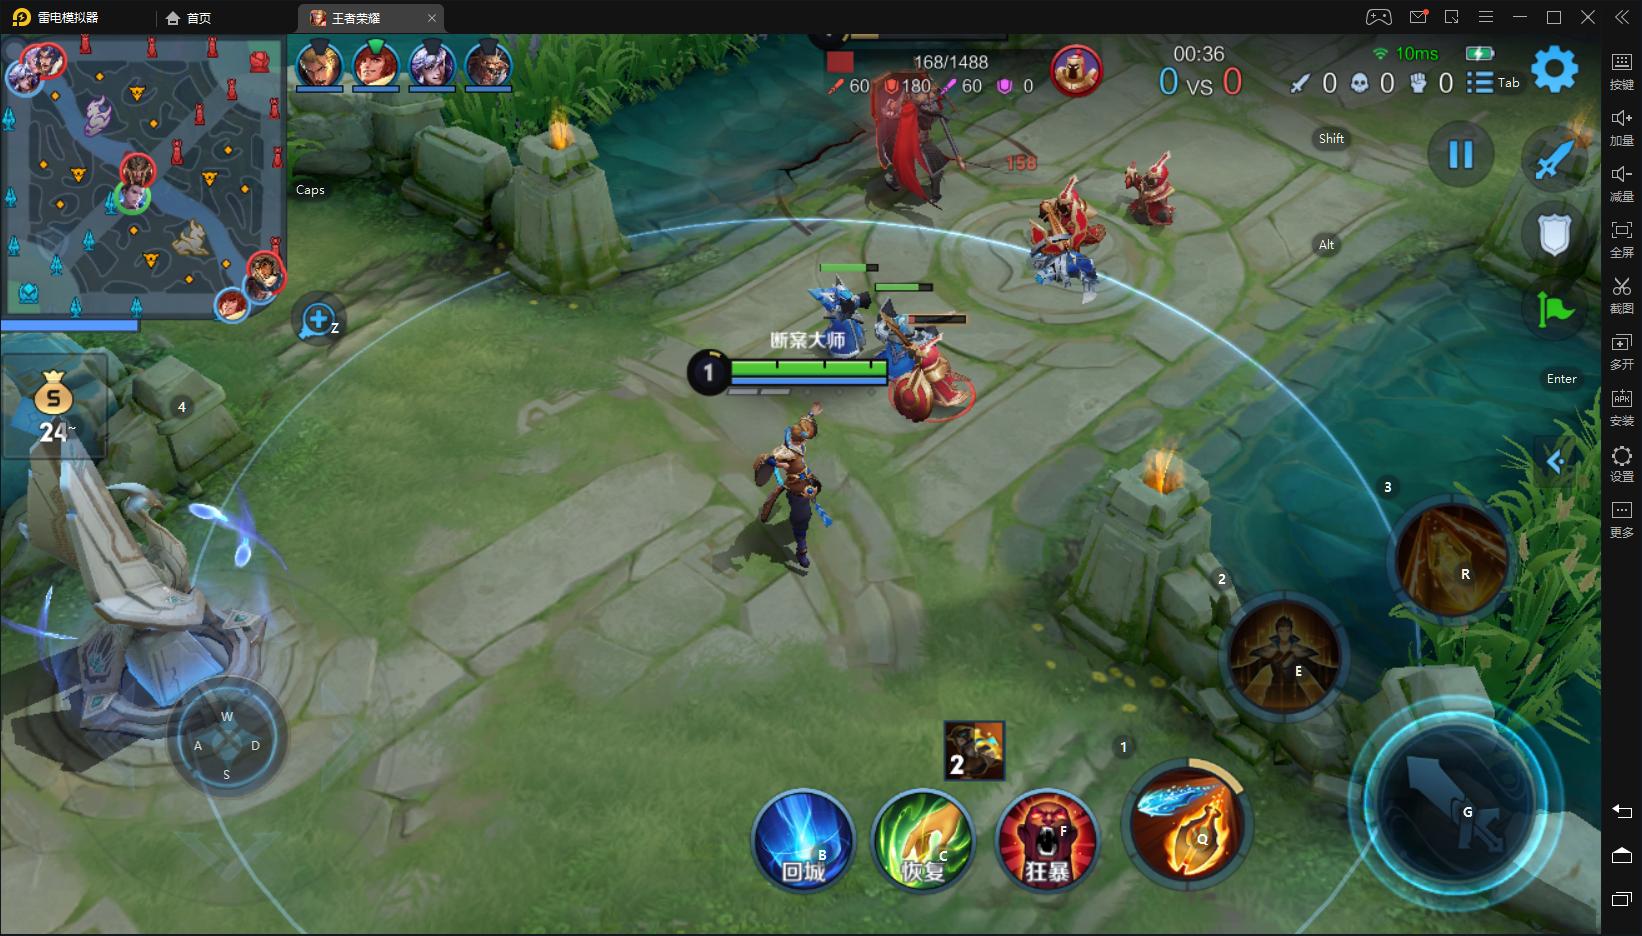 雷电模拟器
首页
王者荣耀
168/1488
60 180 60 0
00:36
0 VS 0
10ms
0 0 0 Tab
Shift
Caps
Alt
Enter
Z
158
断案大师
1
S
24~
4
3
R
2
E
W
A D
S
2
1
B
回城
C
恢复
F
狂暴
Q
G
按键
加量
减量
全屏
截图
多开
APK
安装
设置
更多